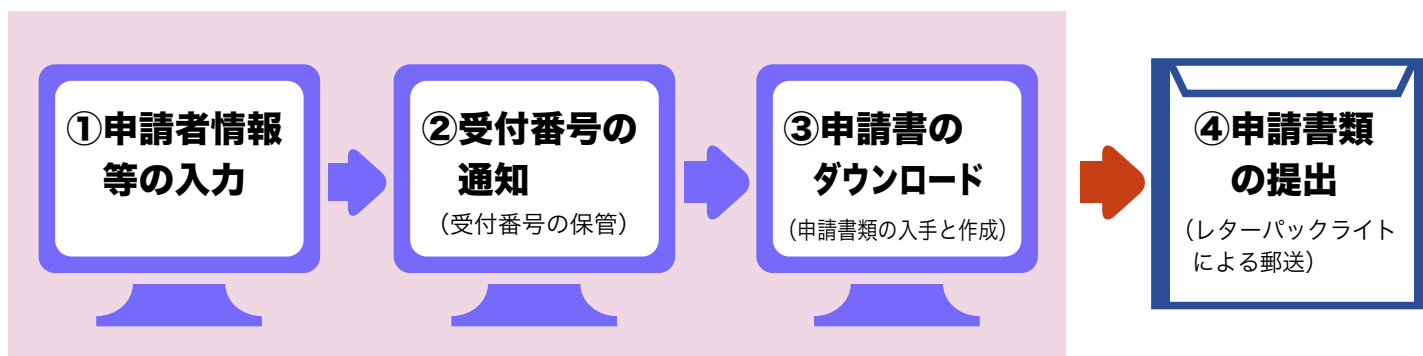 ①申請者情報
等の入力
②受付番号の
通知
（受付番号の保管）
③申請書の
ダウンロード
（申請書類の入手と作成）
④申請書類
の提出
（レターパックライト
による郵送）